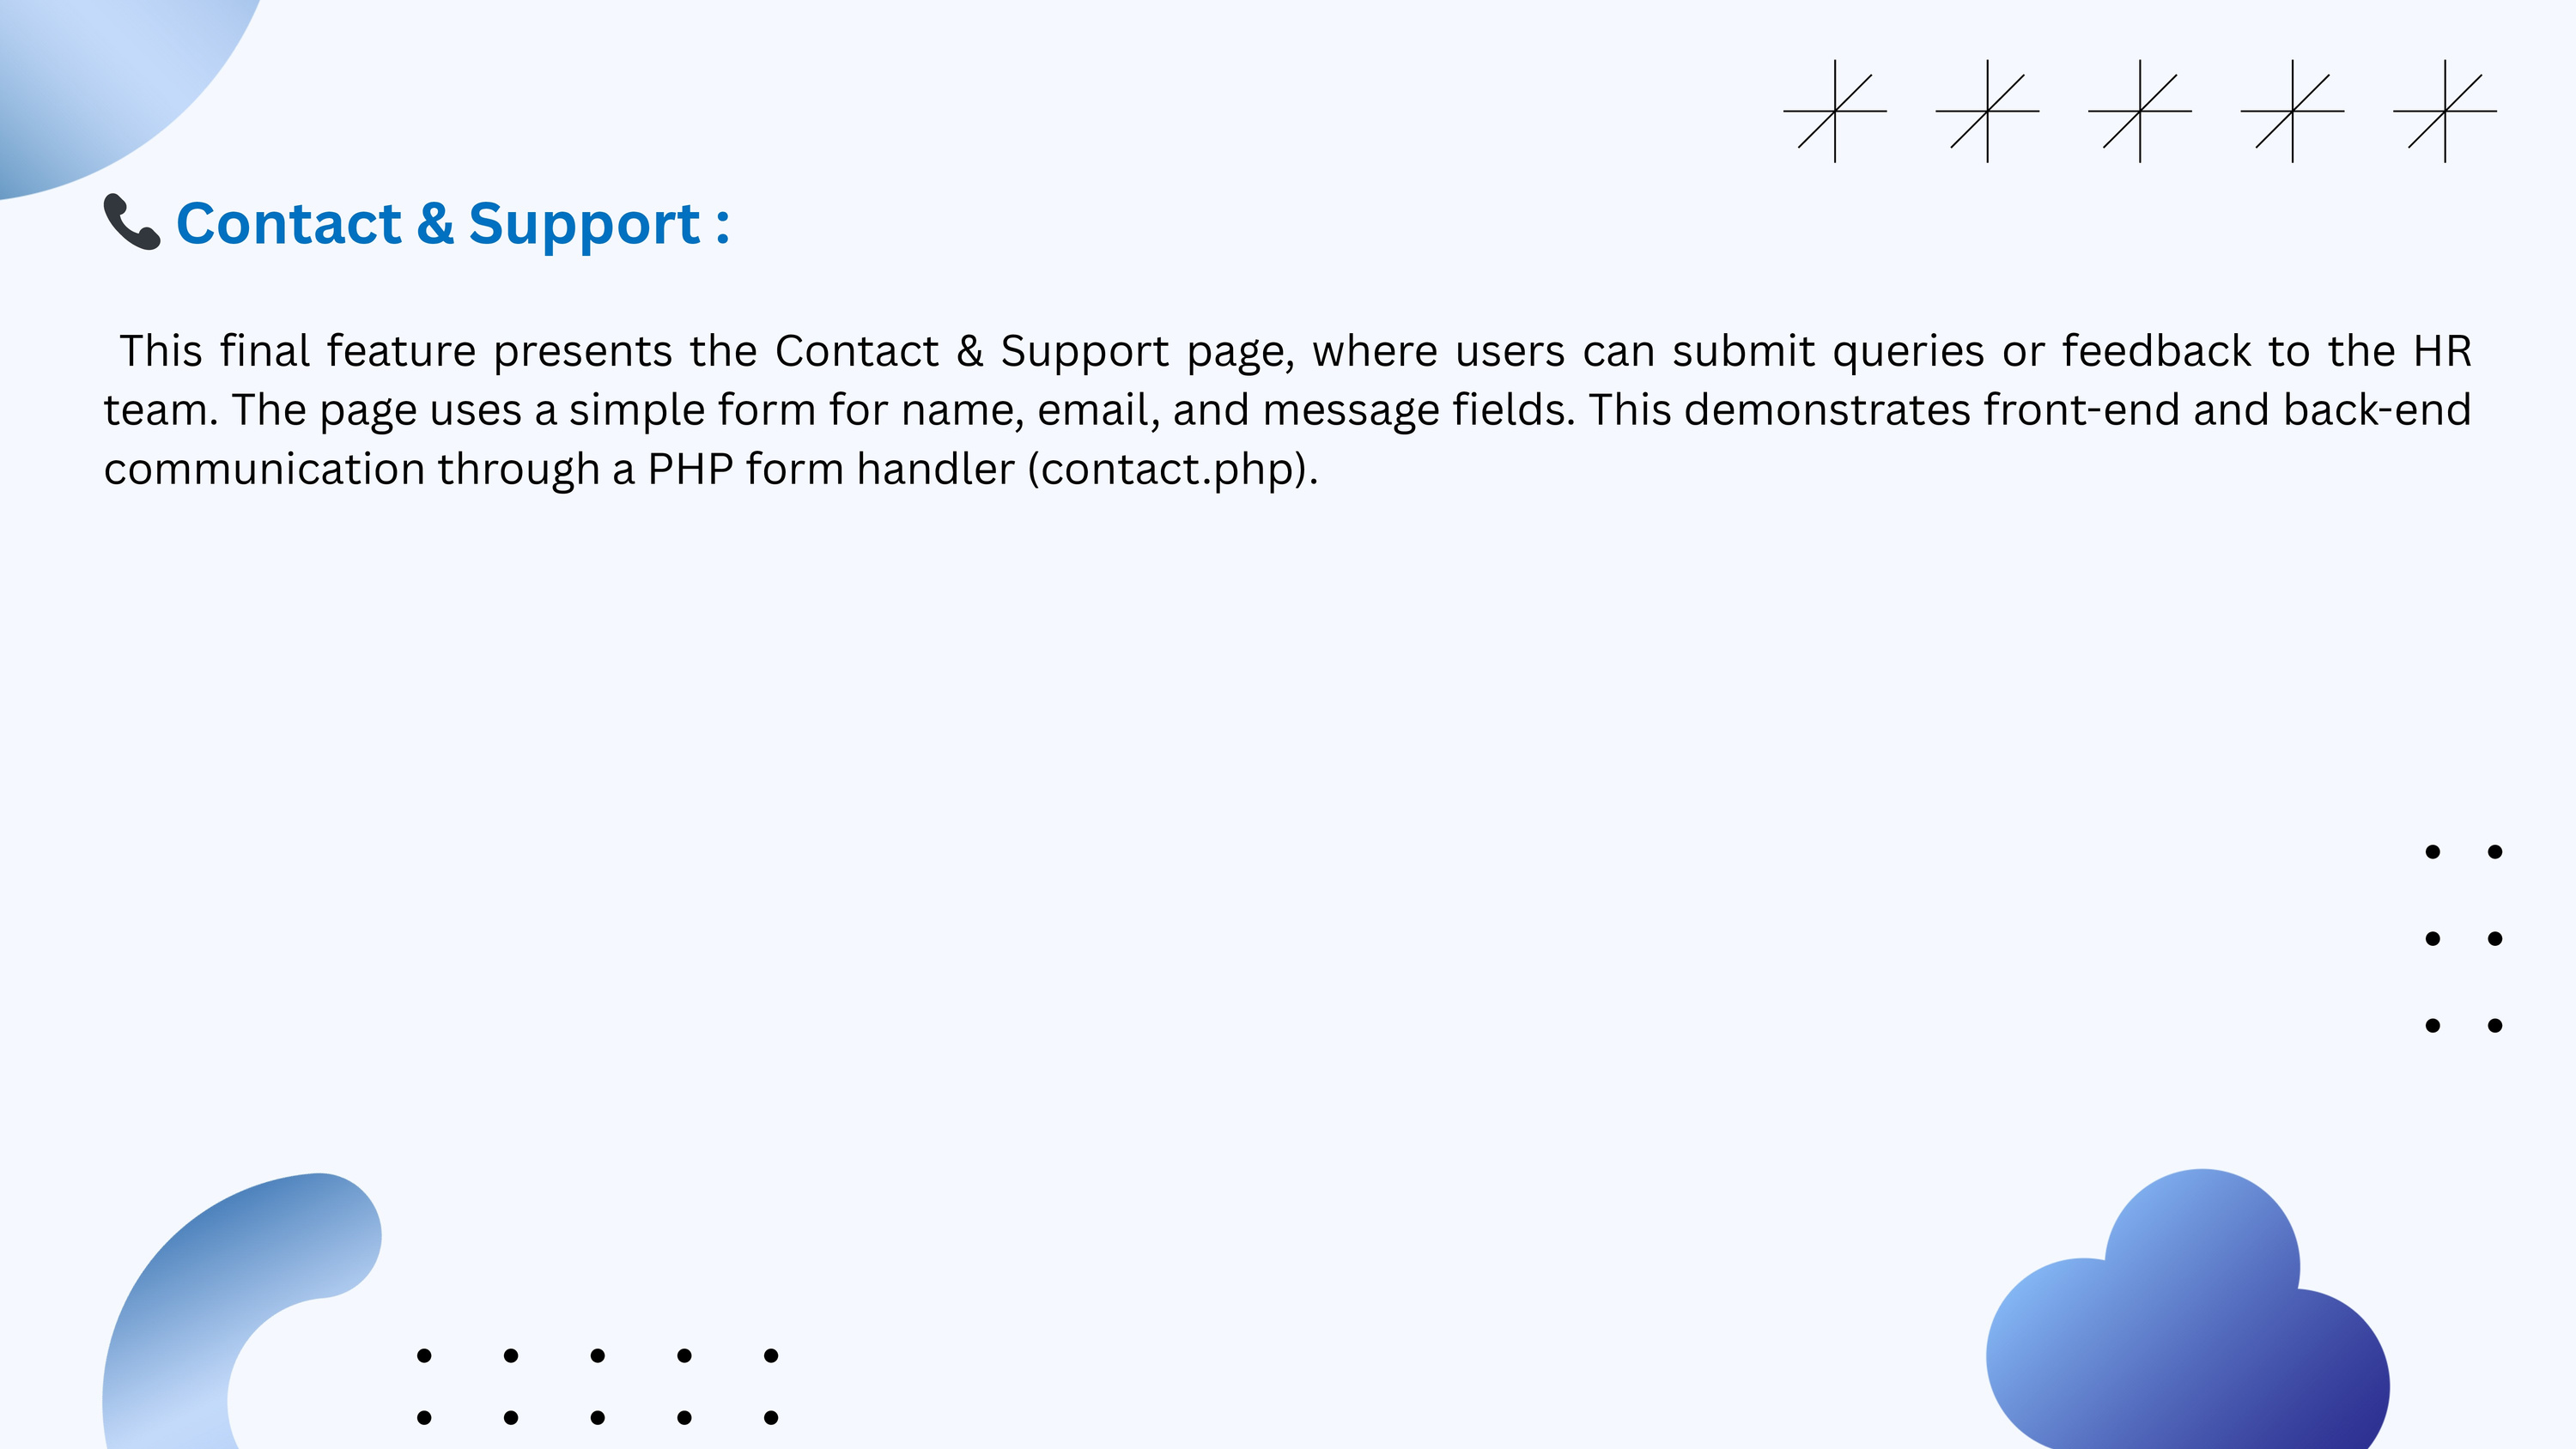 📞 Contact & Support :
This final feature presents the Contact & Support page, where users can submit queries or feedback to the HR
team. The page uses a simple form for name, email, and message fields. This demonstrates front-end and back-end
communication through a PHP form handler (contact.php).